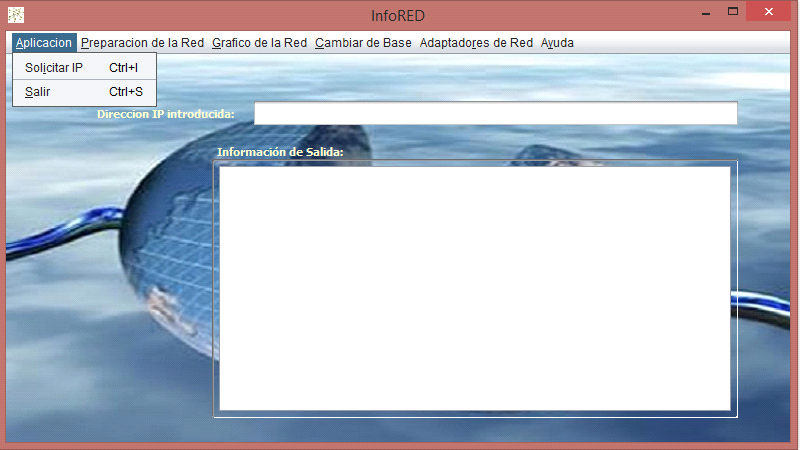 InfoRED
Aplicacion Preparacion de la Red Grafico de la Red Cambiar de Base Adaptadores de Red Ayuda
Solicitar IP Ctrl+I
Salir Ctrl+S
Direccion IP introducida:
Información de Salida: